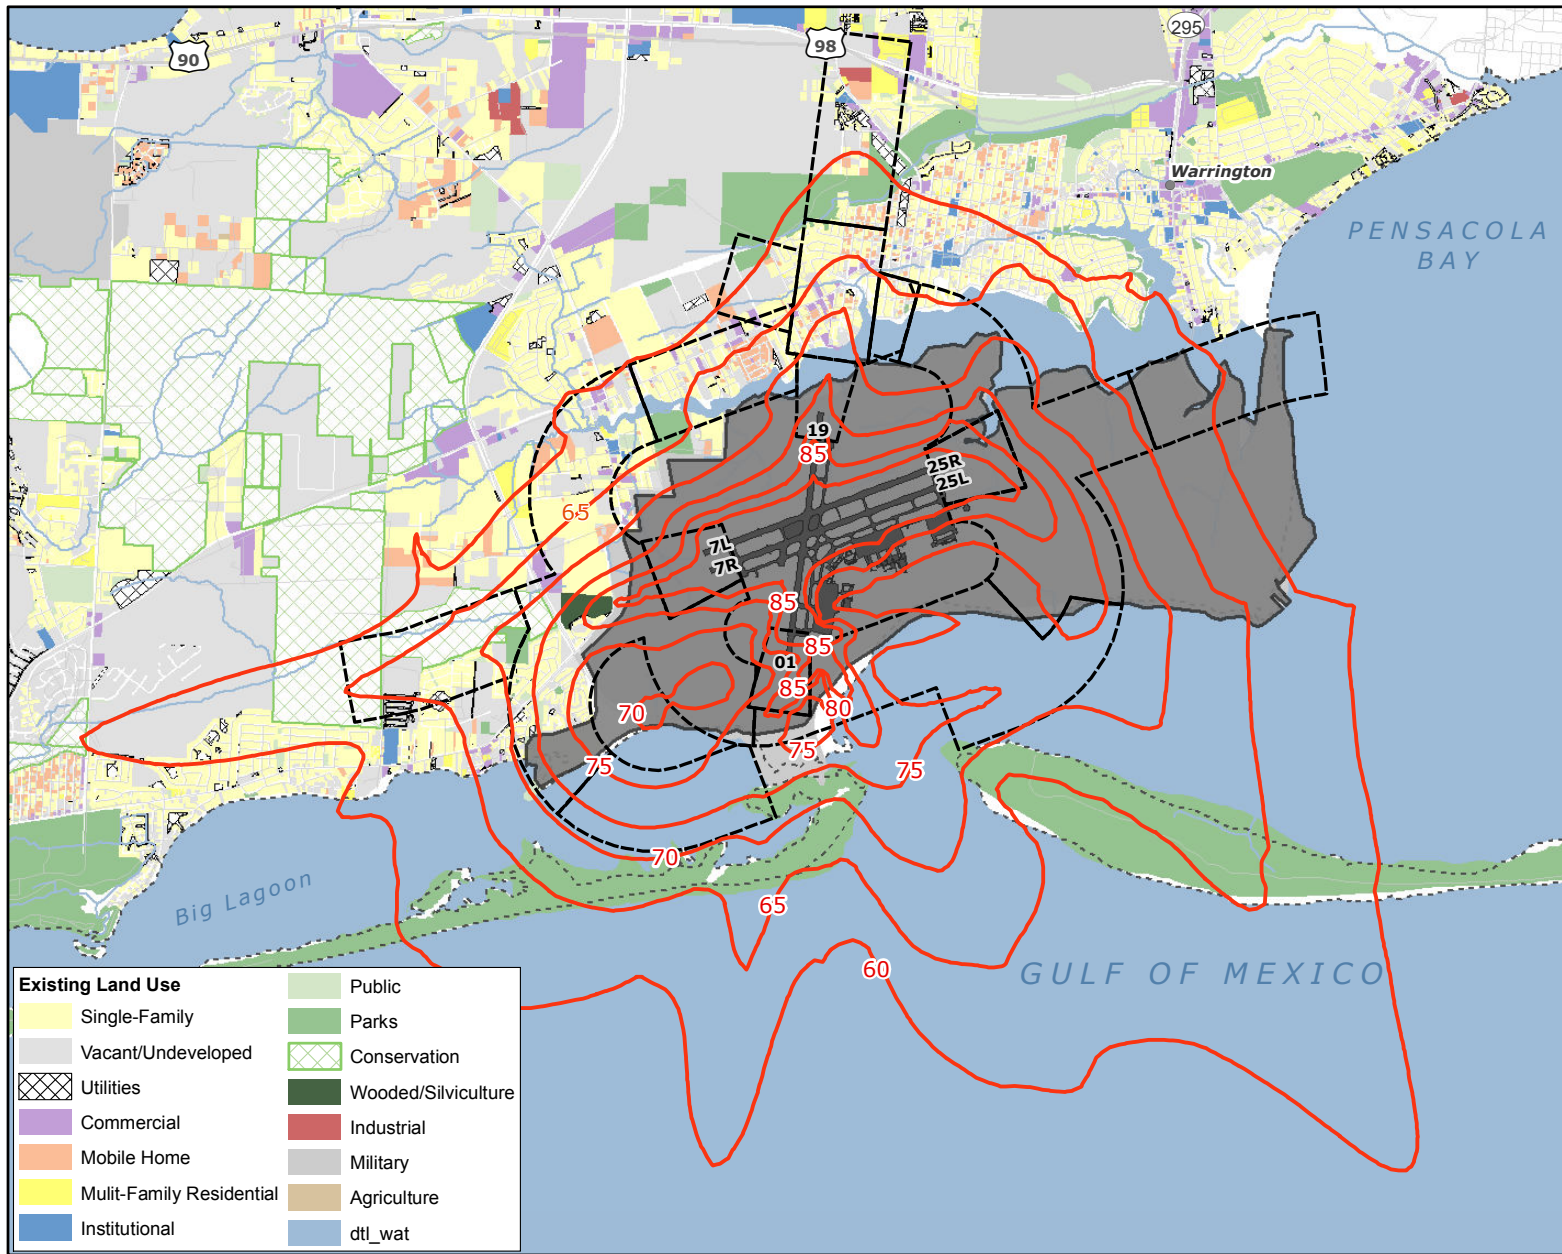 90
98
295
Warrington
PENSACOLA
BAY
19
85
25R
25L
65
7L
7R
85
85
01
85
70
80
75
75
75
70
65
60
Big Lagoon
GULF OF MEXICO
Existing Land Use
Single-Family
Vacant/Undeveloped
Utilities
Commercial
Mobile Home
Mulit-Family Residential
Institutional
Public
Parks
Conservation
Wooded/Silviculture
Industrial
Military
Agriculture
dtl_wat